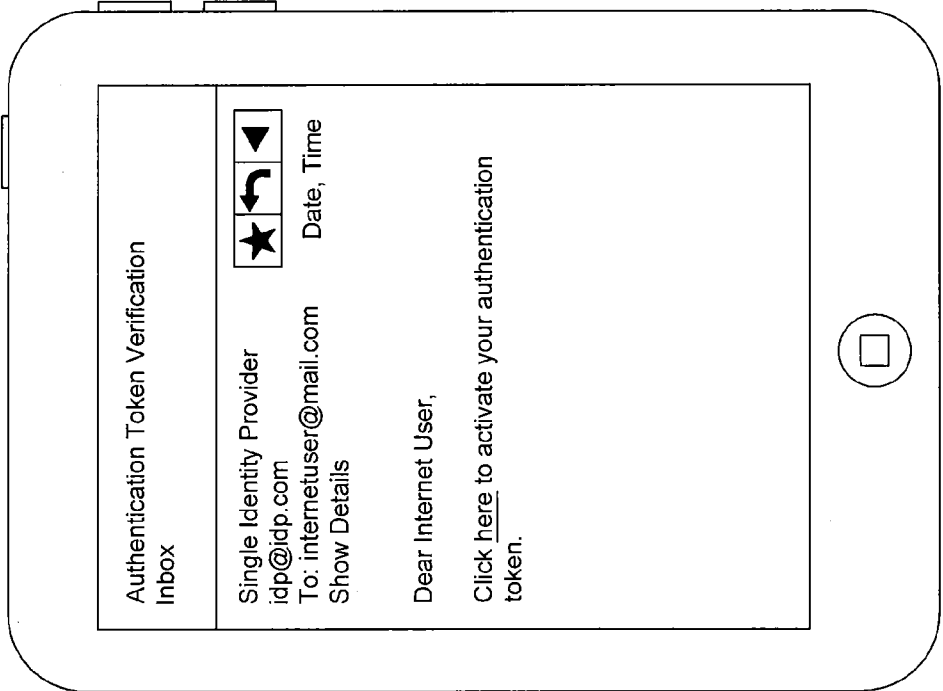 Authentication Token Verification
Inbox
Single Identity Provider
idp@idp.com
To: internetuser@mail.com
Date, Time
Show Details
Dear Internet User,
Click here to activate your authentication
token.